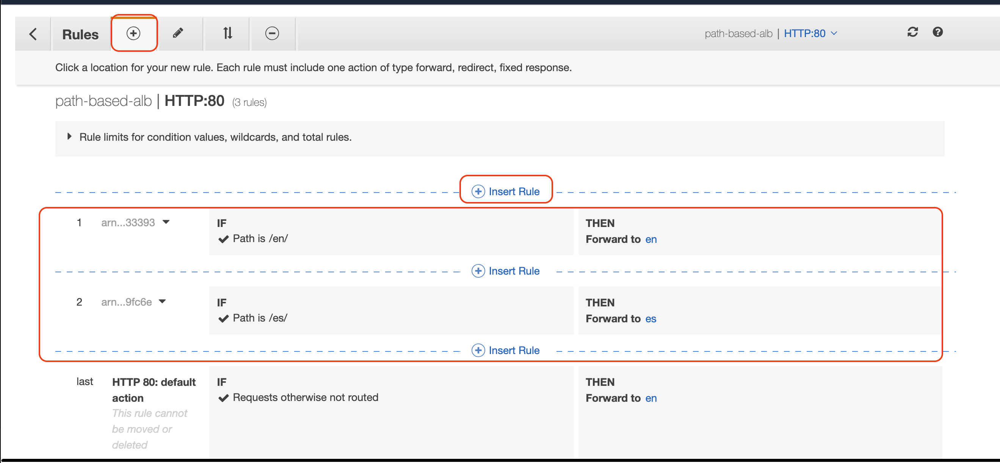 Rules
path-based-alb | HTTP:80
Click a location for your new rule. Each rule must include one action of type forward, redirect, fixed response.
path-based-alb | HTTP:80 (3 rules)
Rule limits for condition values, wildcards, and total rules.
Insert Rule
1 arn...33393 IF THEN
Path is /en/ Forward to en
Insert Rule
2 arn...9fc6e IF THEN
Path is /es/ Forward to es
Insert Rule
last HTTP 80: default IF THEN
action Requests otherwise not routed Forward to en
This rule cannot
be moved or
deleted